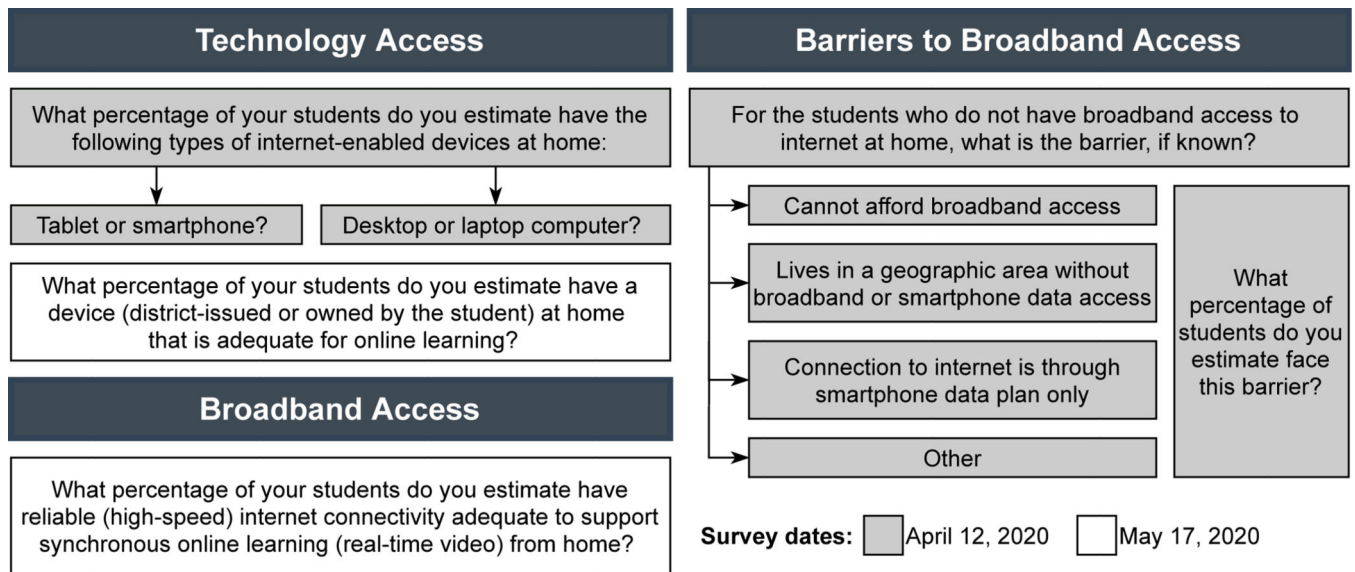 Technology Access
What percentage of your students do you estimate have the
following types of internet-enabled devices at home:
Tablet or smartphone?
Desktop or laptop computer?
What percentage of your students do you estimate have a
device (district-issued or owned by the student) at home
that is adequate for online learning?
Broadband Access
What percentage of your students do you estimate have
reliable (high-speed) internet connectivity adequate to support
synchronous online learning (real-time video) from home?
Barriers to Broadband Access
For the students who do not have broadband access to
internet at home, what is the barrier, if known?
Cannot afford broadband access
Lives in a geographic area without
broadband or smartphone data access
Connection to internet is through
smartphone data plan only
Other
What
percentage of
students do you
estimate face
this barrier?
Survey dates: April 12, 2020 May 17, 2020